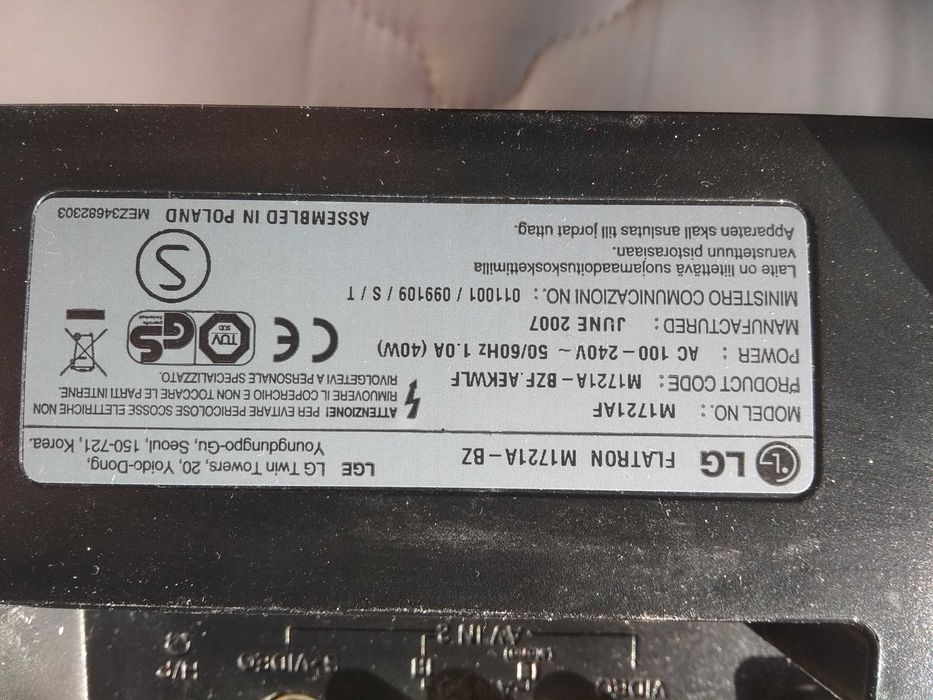 LG FLATRON M1721A-BZ
LGE LG Twin Towers, 20, Yoido-Dong,
Youngdungpo-Gu, Seoul, 150-721, Korea.
MODEL NO.: M1721AF
PRODUCT CODE: M1721A-BZF.AEKWLF
POWER : AC 100-240V ~ 50/60Hz 1.0A (40W)
MANUFACTURED: JUNE 2007
MINISTERO COMUNICAZIONI NO.: 011001 / 099109 / S / T
Laite on liitettävä suojamaadoituskoskettimilla
varustettuun pistorasiaan.
Apparaten skall anslutas till jordat uttag.
ATTENZIONE! PER EVITARE SCOSSE ELETTRICHE NON
RIMUOVERE IL COPERCHIO E NON TOCCARE LE PARTI INTERNE.
RIVOLGETEVI A PERSONALE SPECIALIZZATO.
CE
TÜV
GS
S
ASSEMBLED IN POLAND MEZ34682303
VIDEO
S-VIDEO
H/P
AV IN 2